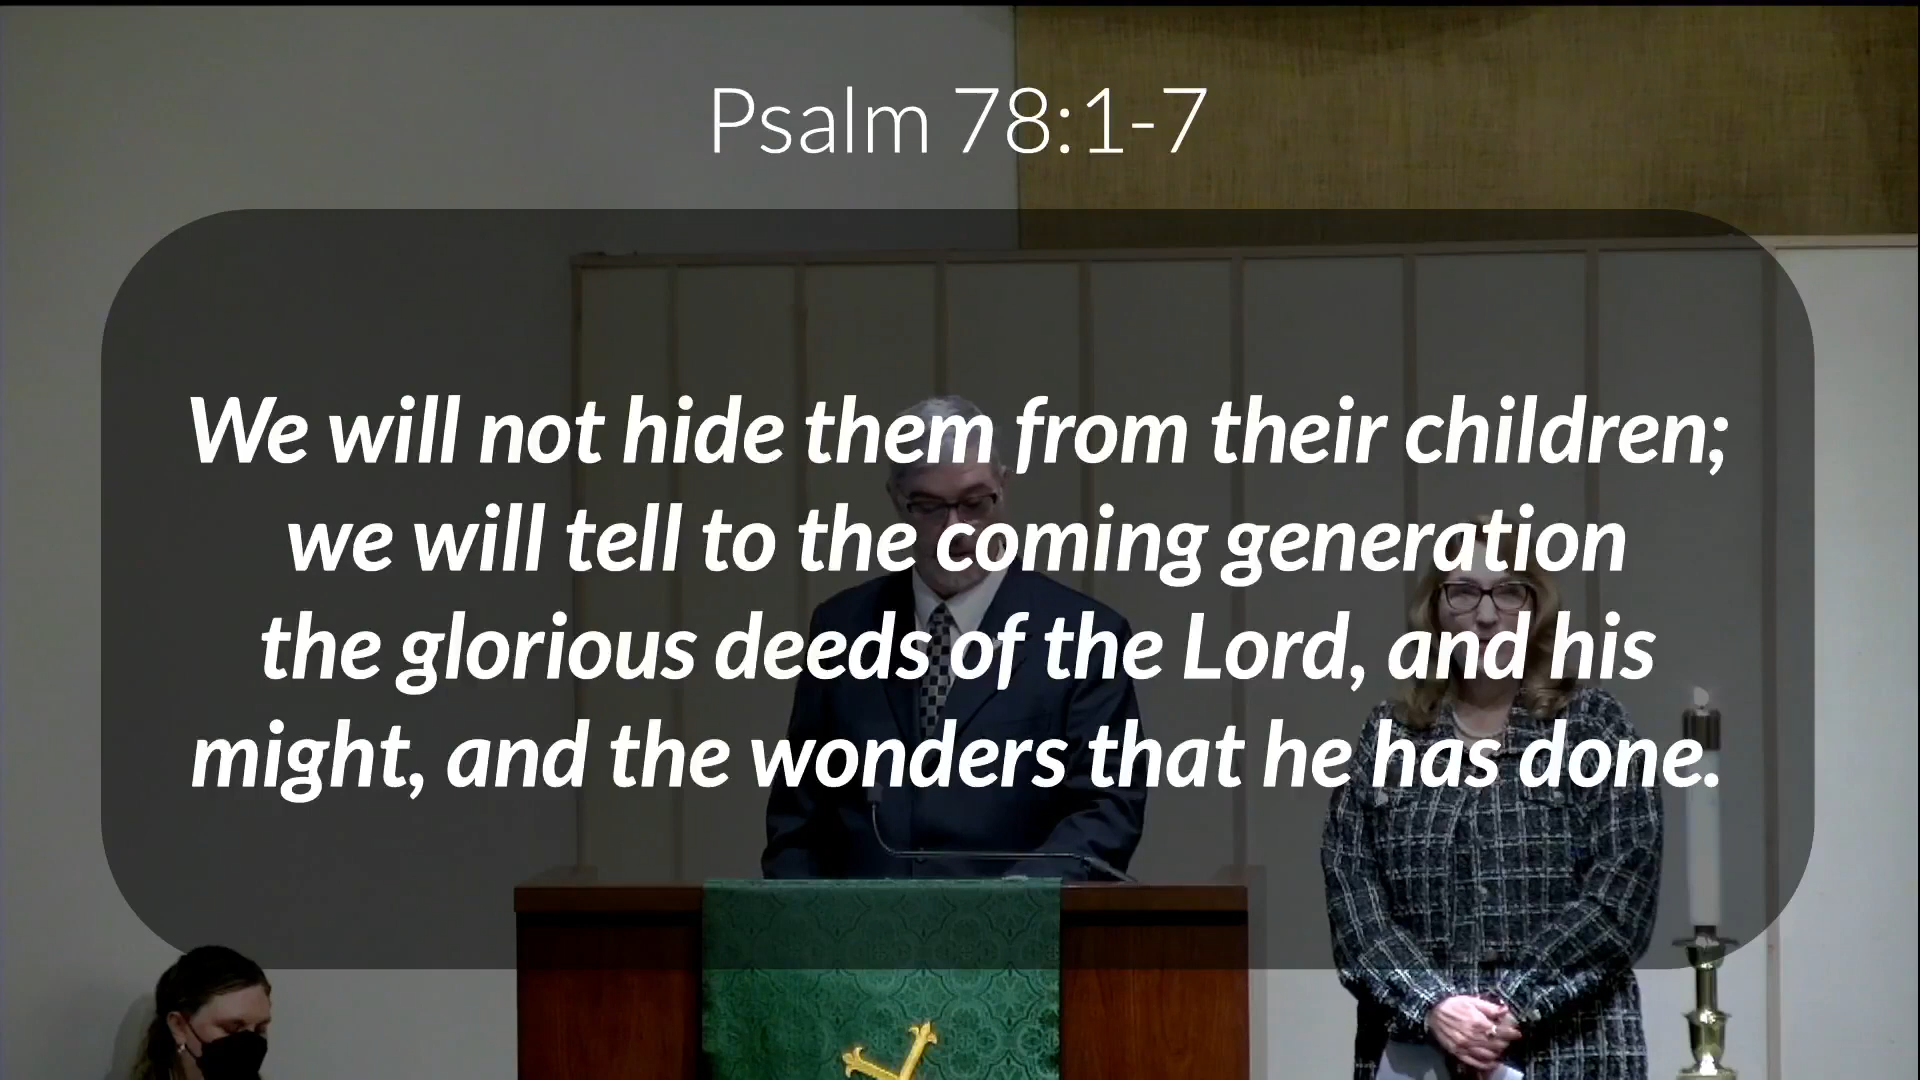 Psalm 78:1-7
We will not hide them from their children;
we will tell to the coming generation
the glorious deeds of the Lord, and his
might, and the wonders that he has done.